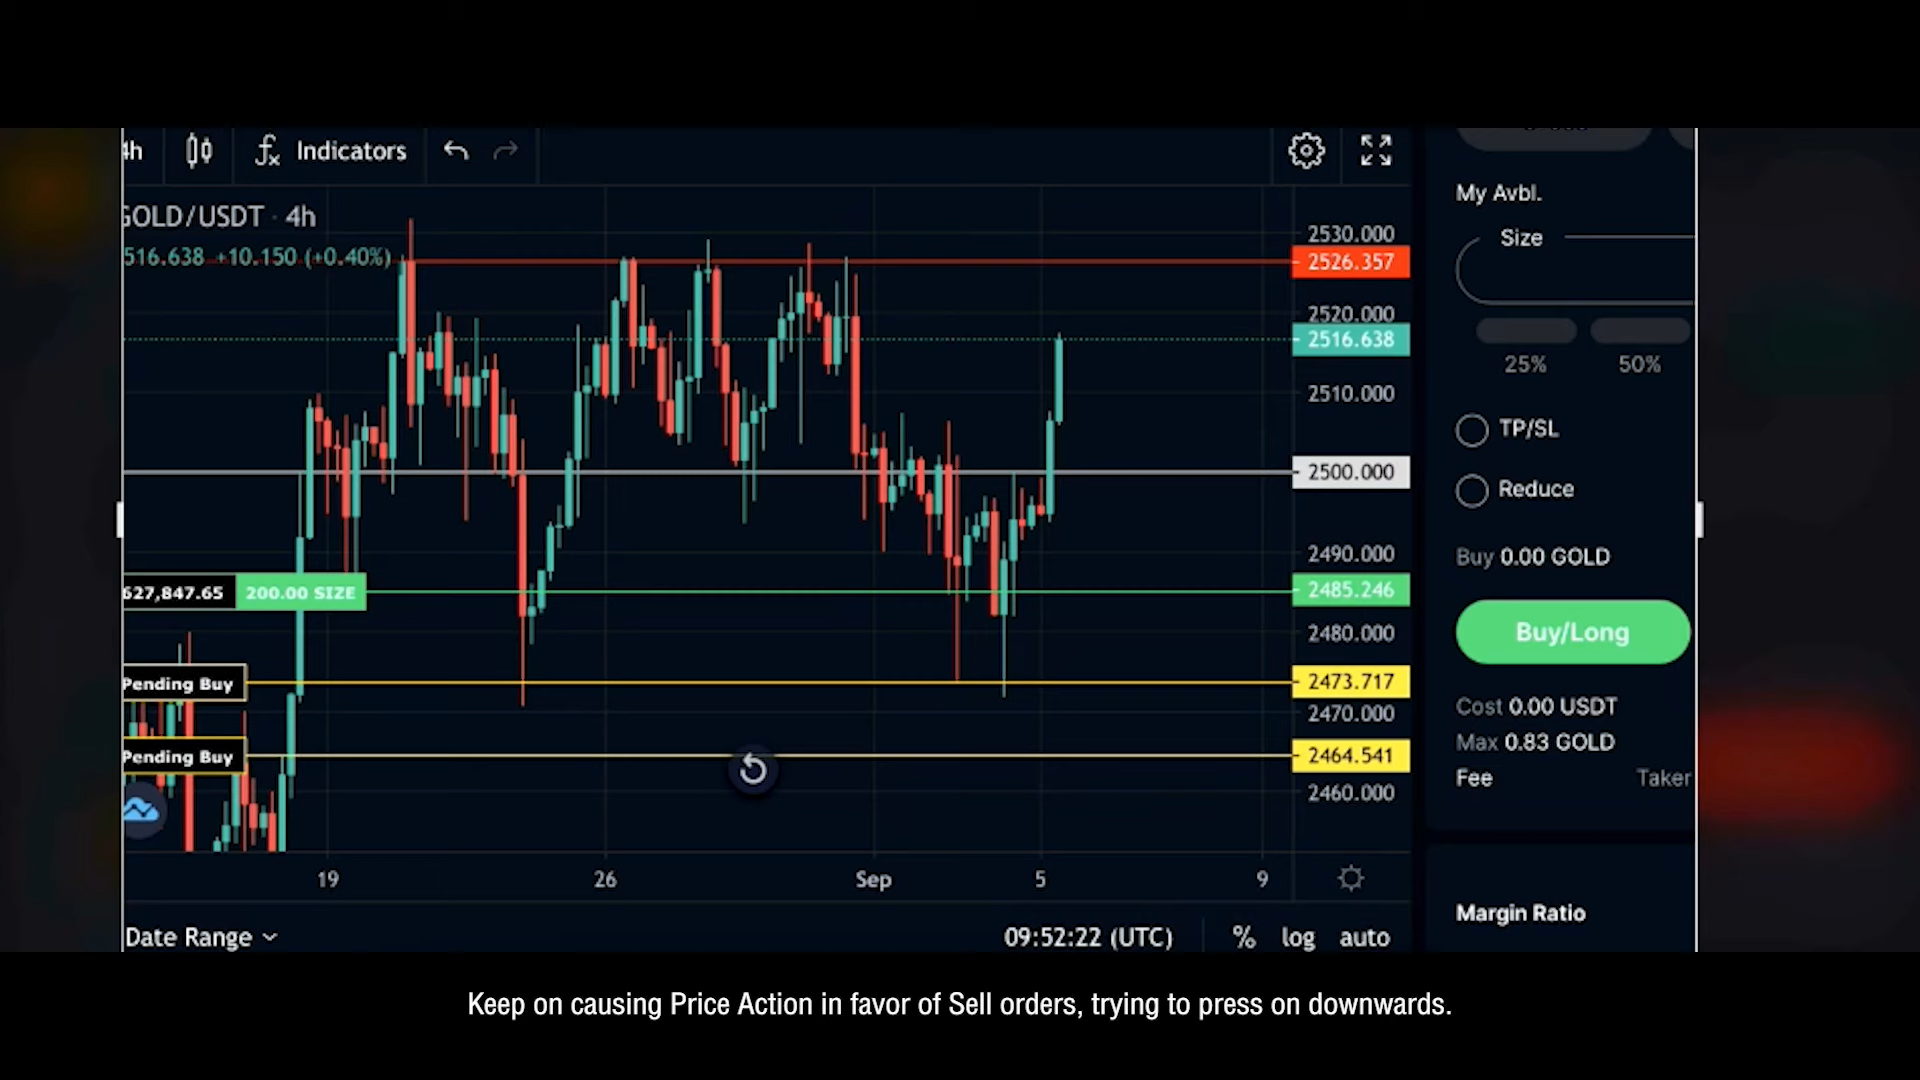 4h
Indicators
GOLD/USDT · 4h
516.638 +10.150 (+0.40%)
2530.000
2526.357
2520.000
2516.638
2510.000
2500.000
2490.000
2485.246
2480.000
2473.717
2470.000
2464.541
2460.000
627,847.65 200.00 SIZE
Pending Buy
Pending Buy
19 26 Sep 5 9
Date Range
09:52:22 (UTC) % log auto
My Avbl.
Size
25% 50%
TP/SL
Reduce
Buy 0.00 GOLD
Buy/Long
Cost 0.00 USDT
Max 0.83 GOLD
Fee Taker
Margin Ratio
Keep on causing Price Action in favor of Sell orders, trying to press on downwards.